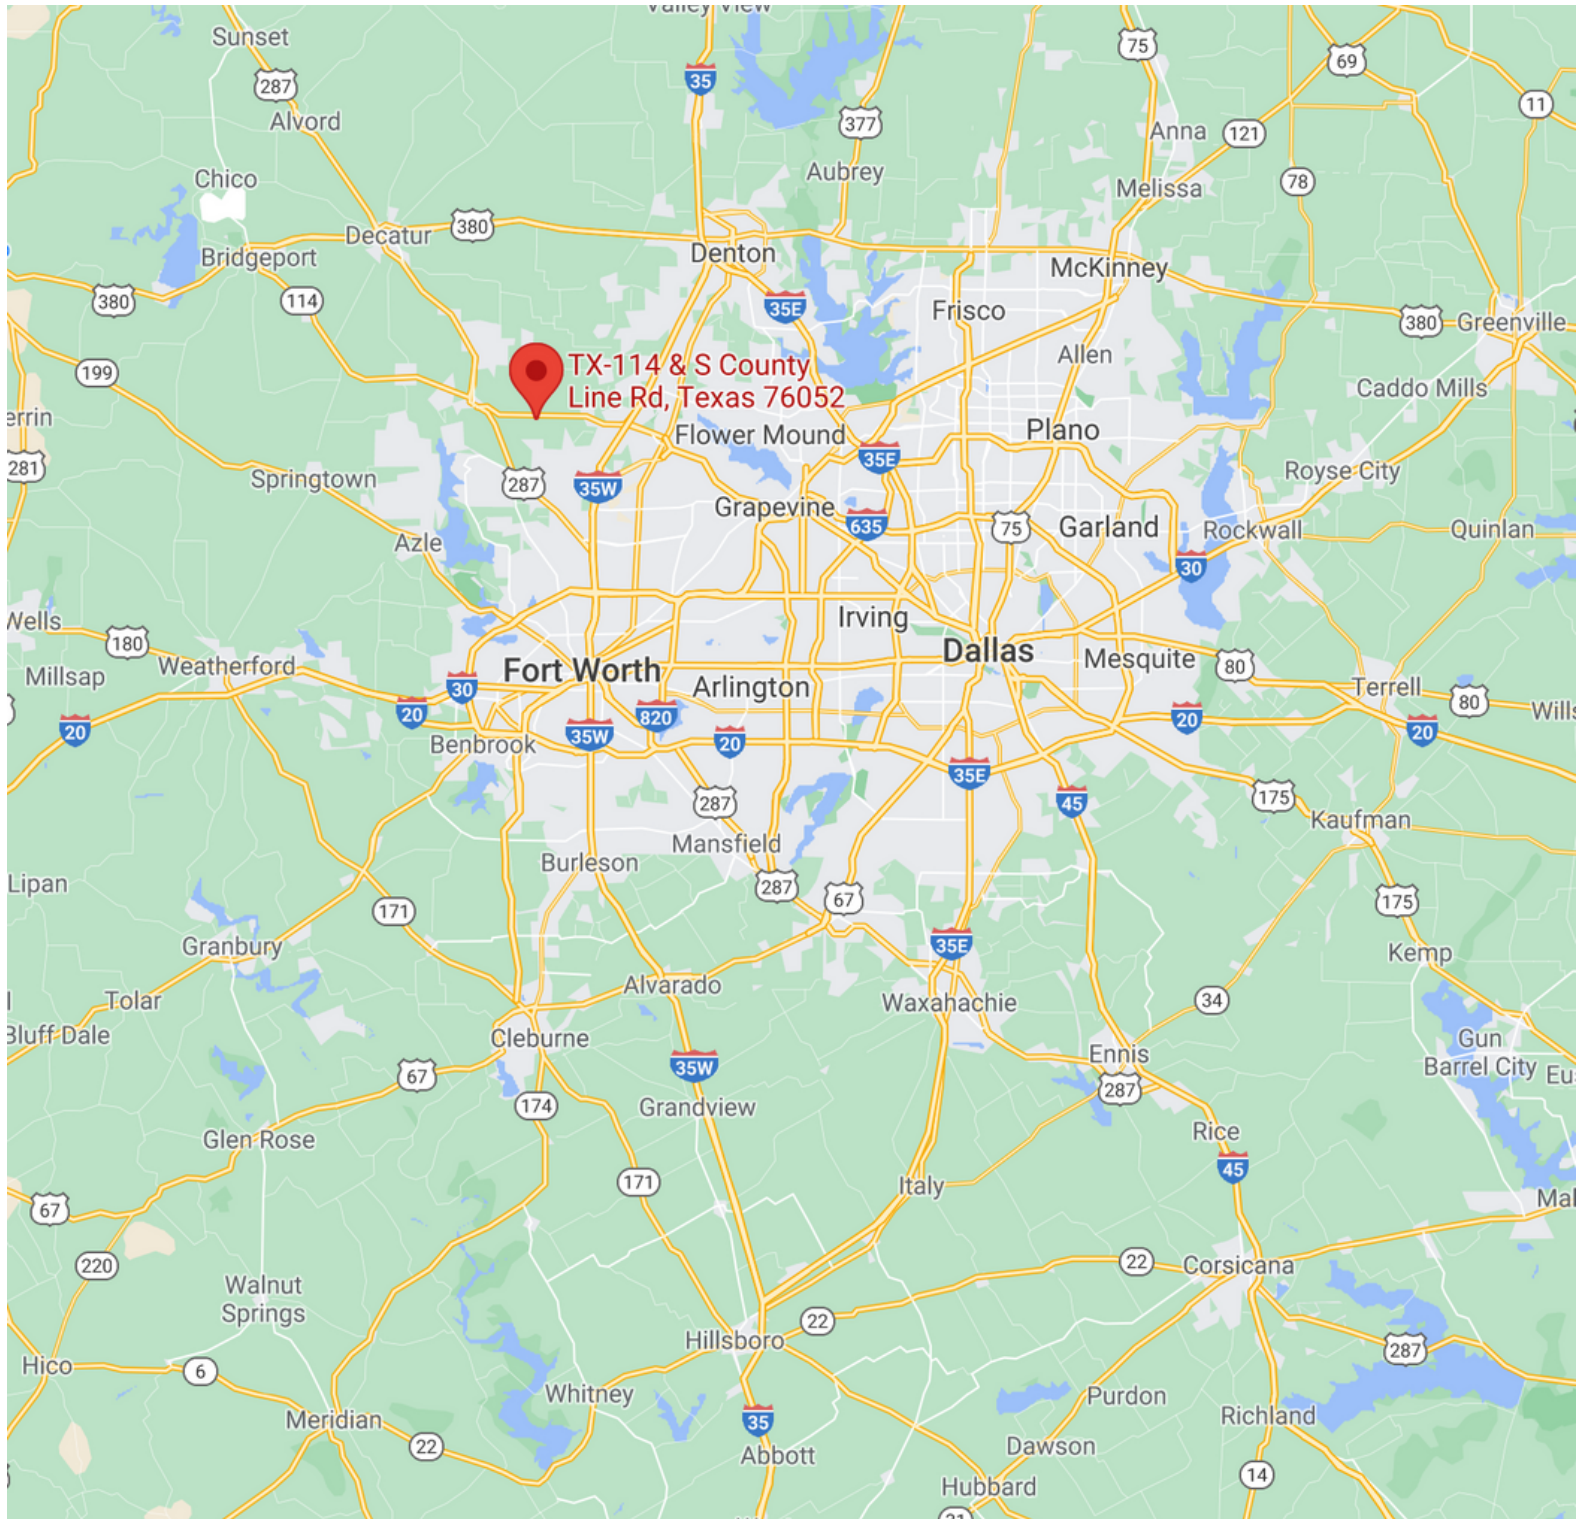 Valley View
Sunset
35
75
69
287
Alvord
377
11
Anna
121
Aubrey
Chico
Melissa
78
Decatur
380
Denton
Bridgeport
McKinney
380
114
35E
Frisco
380
Greenville
Allen
199
TX-114 & S County
Line Rd, Texas 76052
Caddo Mills
Flower Mound
Plano
281
35E
Royse City
Springtown
287
35W
Grapevine
635
75
Garland
Rockwall
Quinlan
Azle
30
Irving
180
Dallas
Mesquite
80
Weatherford
Fort Worth
Millsap
30
Arlington
Terrell
80
20
820
20
20
20
35W
20
Benbrook
35E
287
45
175
Kaufman
Mansfield
Burleson
Lipan
287
67
175
171
Granbury
35E
Kemp
Alvarado
Tolar
Waxahachie
34
Bluff Dale
Cleburne
Gun
Barrel City
Ennis
35W
67
287
174
Grandview
Rice
Glen Rose
45
171
Italy
67
220
22
Corsicana
Walnut
Springs
22
Hillsboro
287
Hico
6
Whitney
Purdon
Meridian
35
Richland
22
Dawson
Abbott
14
Hubbard